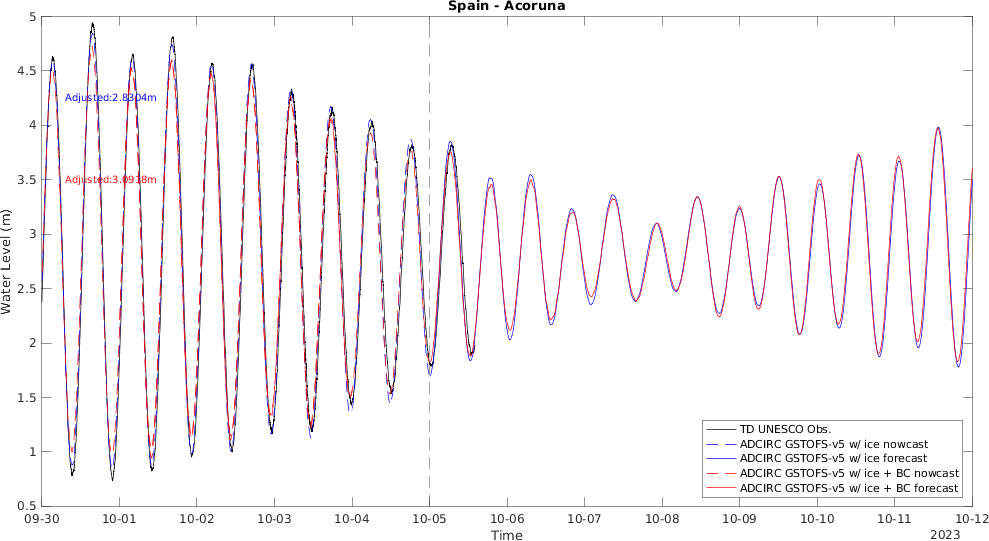 Spain - Acoruna
5
4.5
4
3.5
3
2.5
2
1.5
1
0.5
Water Level (m)
Adjusted:2.8304m
Adjusted:3.0918m
TD UNESCO Obs.
ADCIRC GSTOFS-v5 w/ ice nowcast
ADCIRC GSTOFS-v5 w/ ice forecast
ADCIRC GSTOFS-v5 w/ ice + BC nowcast
ADCIRC GSTOFS-v5 w/ ice + BC forecast
09-30 10-01 10-02 10-03 10-04 10-05 10-06 10-07 10-08 10-09 10-10 10-11 10-12
Time
2023